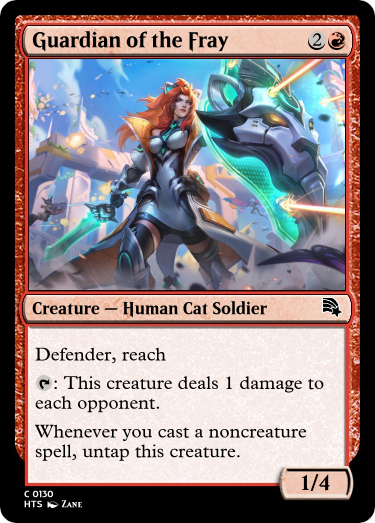 Guardian of the Fray 2
Creature — Human Cat Soldier
Defender, reach
: This creature deals 1 damage to
each opponent.
Whenever you cast a noncreature
spell, untap this creature.
1/4
C 0130
HTS Zane